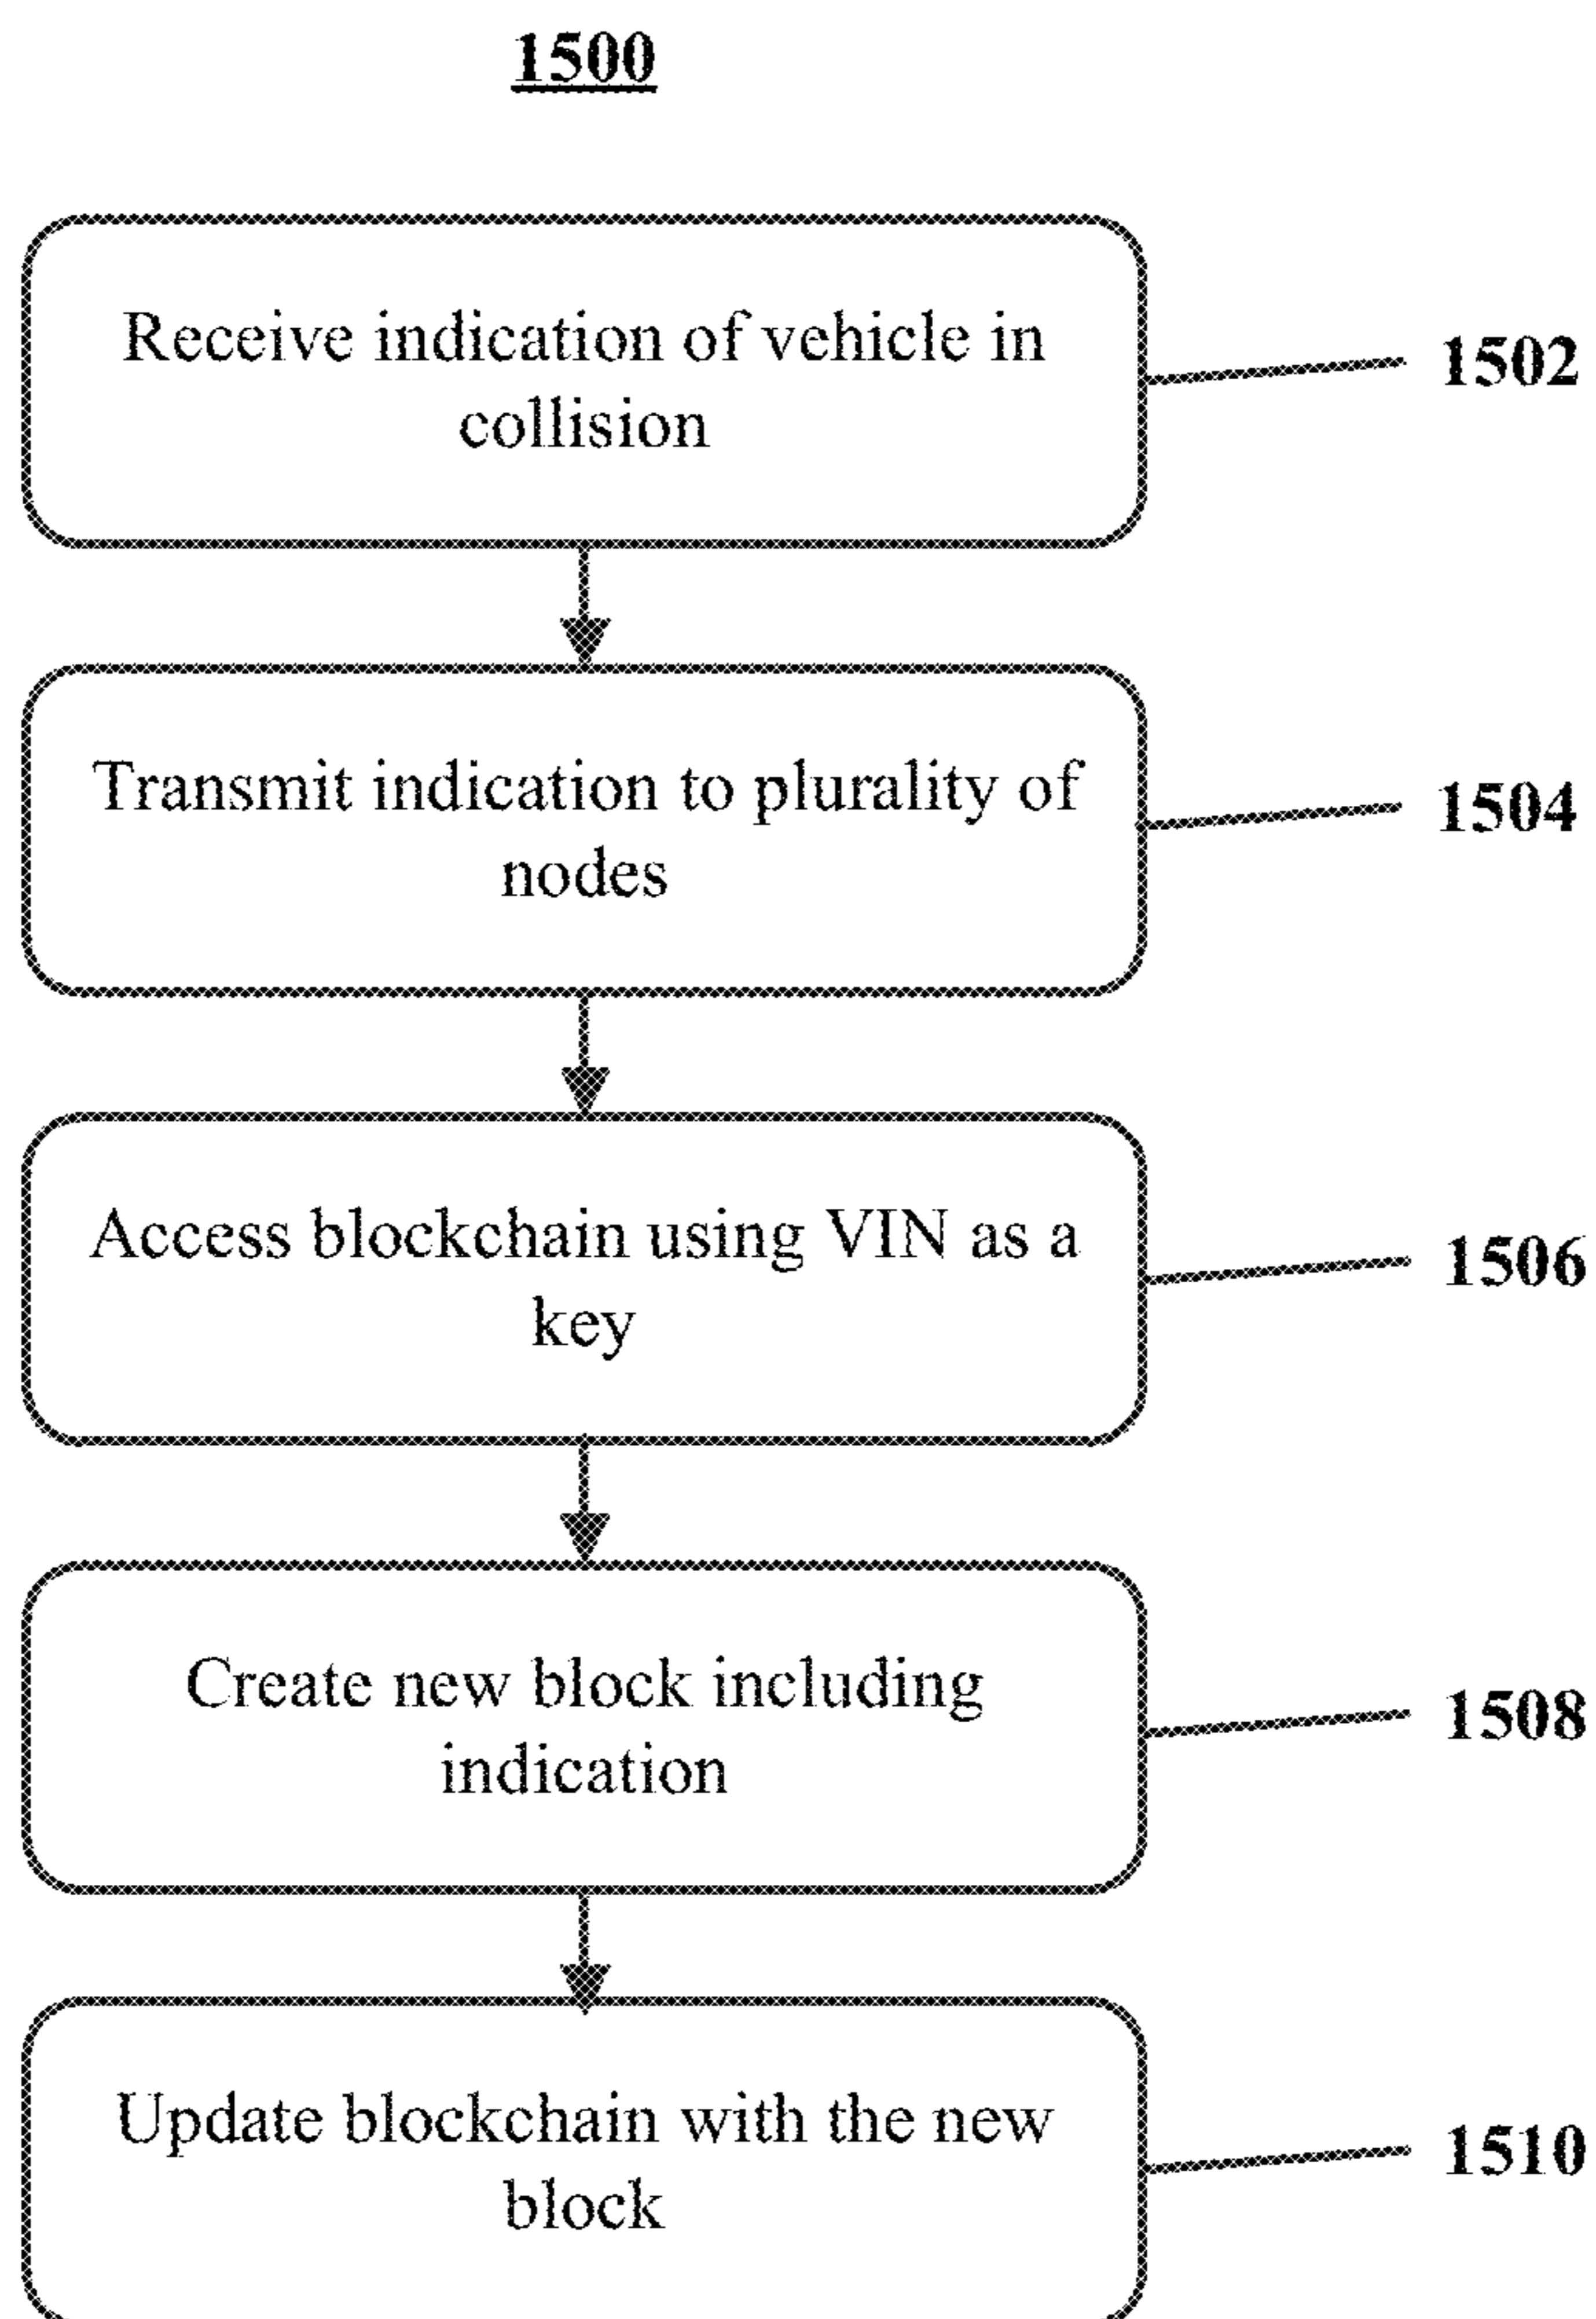 1500
Receive indication of vehicle in
collision
1502
Transmit indication to plurality of
nodes
1504
Access blockchain using VIN as a
key
1506
Create new block including
indication
1508
Update blockchain with the new
block
1510